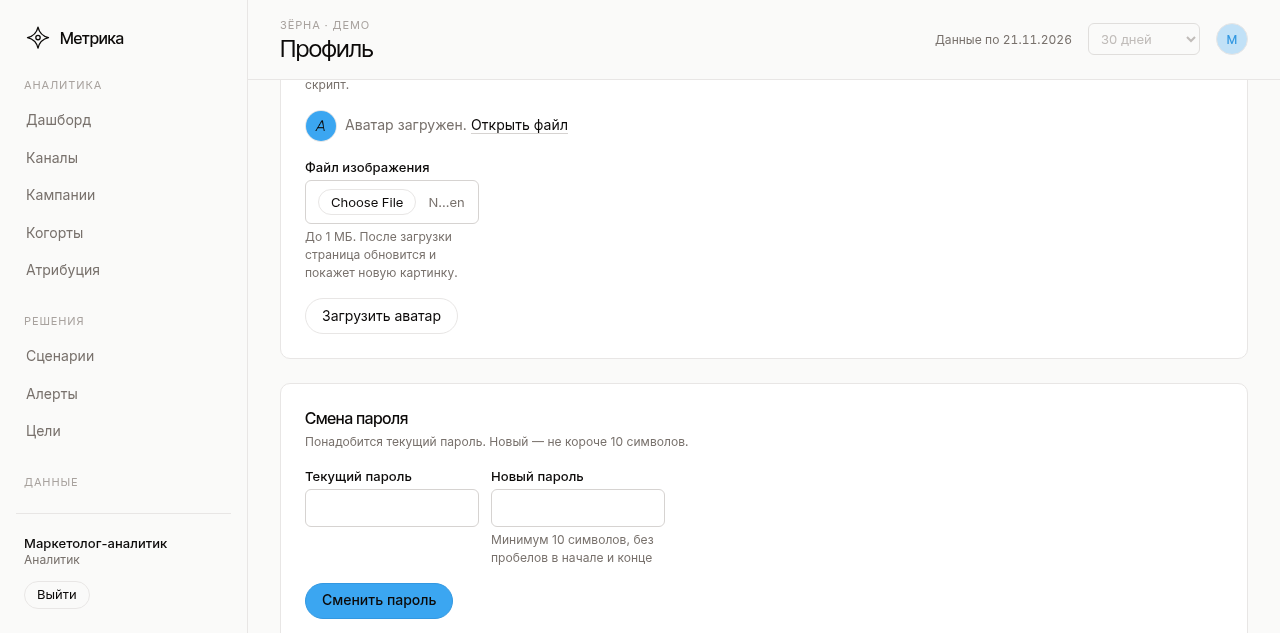 Метрика
АНАЛИТИКА
Дашборд
Каналы
Кампании
Когорты
Атрибуция
РЕШЕНИЯ
Сценарии
Алерты
Цели
ДАННЫЕ
Маркетолог-аналитик
Аналитик
Выйти
ЗЁРНА · ДЕМО
Профиль
Данные по 21.11.2026
30 дней
М
скрипт.
A
Аватар загружен. Открыть файл
Файл изображения
Choose File N...en
До 1 МБ. После загрузки
страница обновится и
покажет новую картинку.
Загрузить аватар
Смена пароля
Понадобится текущий пароль. Новый — не короче 10 символов.
Текущий пароль
Новый пароль
Минимум 10 символов, без
пробелов в начале и конце
Сменить пароль